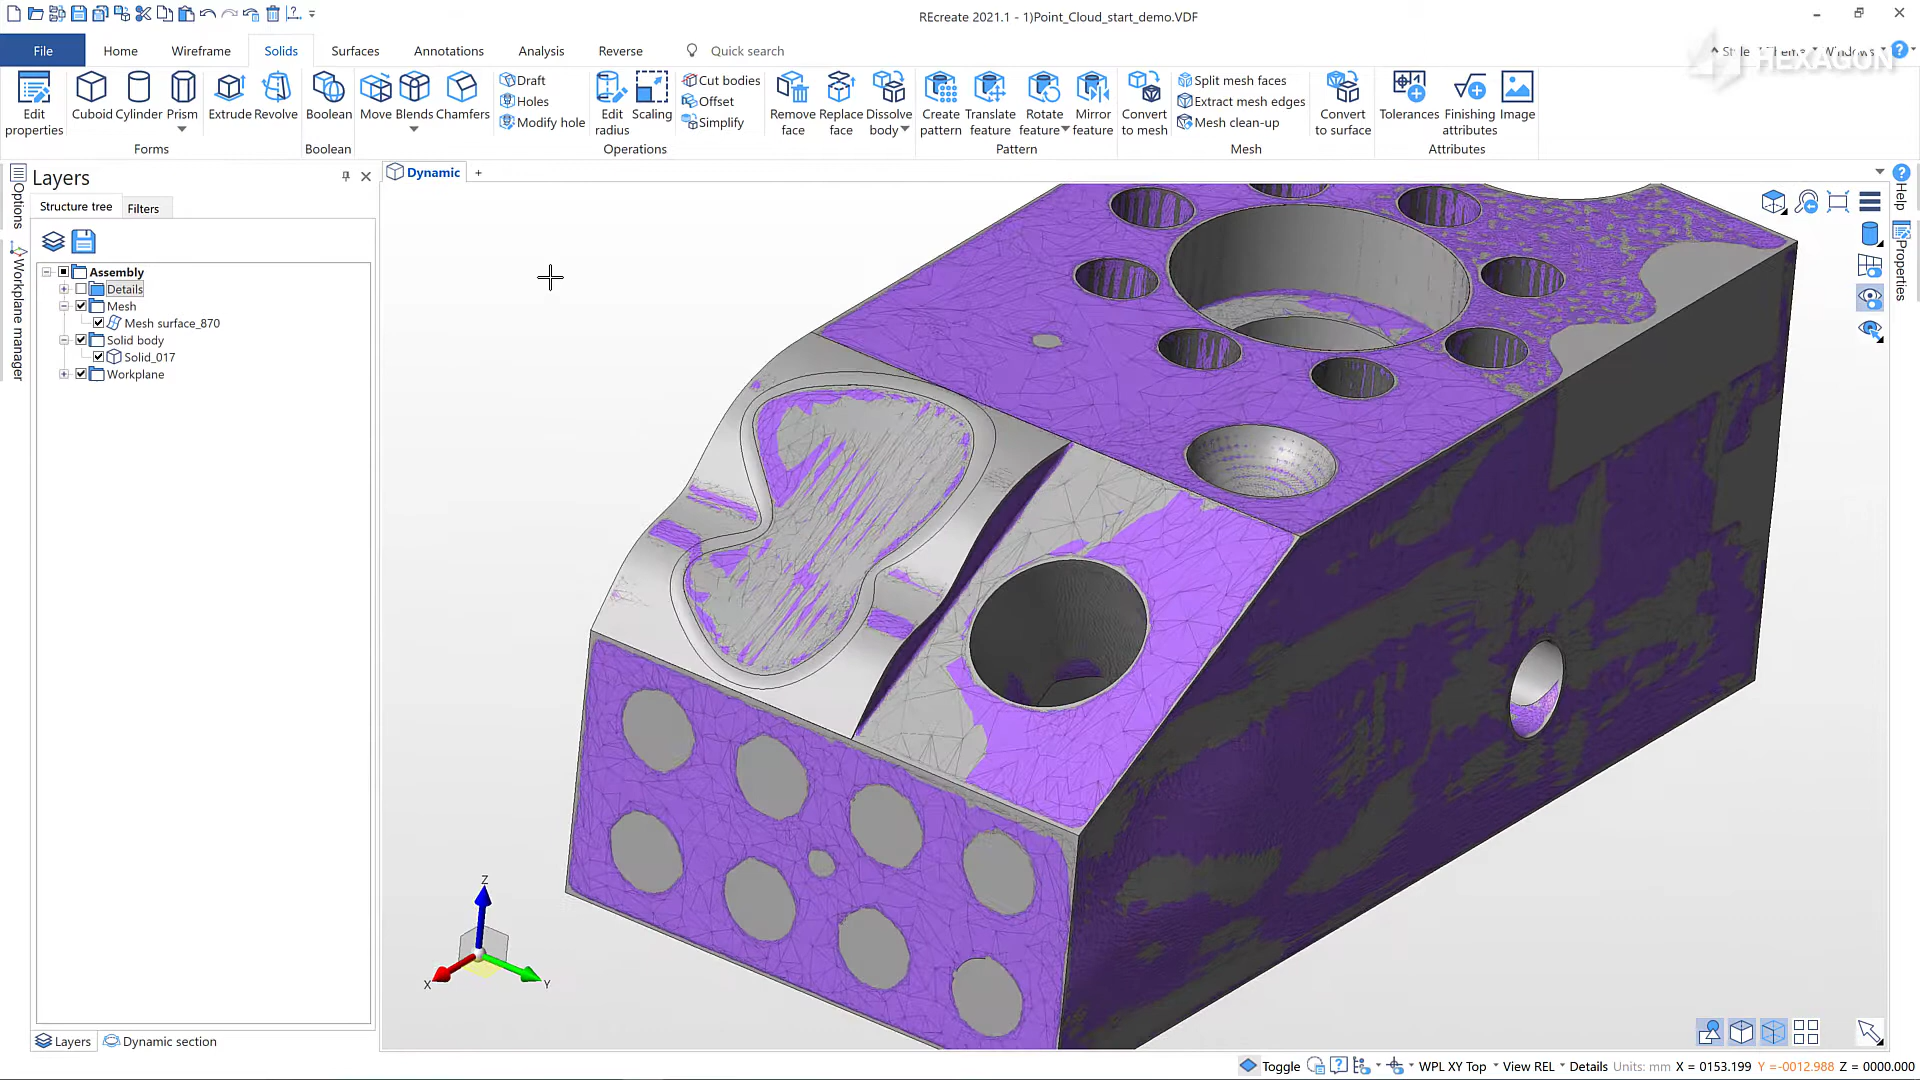 REcreate 2021.1 - 1)Point_Cloud_start_demo.VDF
File Home Wireframe Solids Surfaces Annotations Analysis Reverse Quick search Style Theme Windows
HEXAGON
Edit properties
Cuboid Cylinder Prism
Extrude Revolve
Boolean
Move Blends Chamfers
Draft
Holes
Modify hole
Edit radius
Scaling
Cut bodies
Offset
Simplify
Remove face
Replace face
Dissolve body
Create pattern
Translate feature
Rotate feature
Mirror feature
Convert to mesh
Split mesh faces
Extract mesh edges
Mesh clean-up
Convert to surface
Tolerances
Finishing attributes
Image
Forms Boolean Operations Pattern Mesh Attributes
Options
Workplane manager
Layers
Structure tree Filters
Assembly
Details
Mesh
Mesh surface_870
Solid body
Solid_017
Workplane
Dynamic +
Help
Properties
Z
X
Y
Layers Dynamic section
Toggle WPL XY Top View REL Details Units: mm X = 0153.199 Y =-0012.988 Z = 0000.000